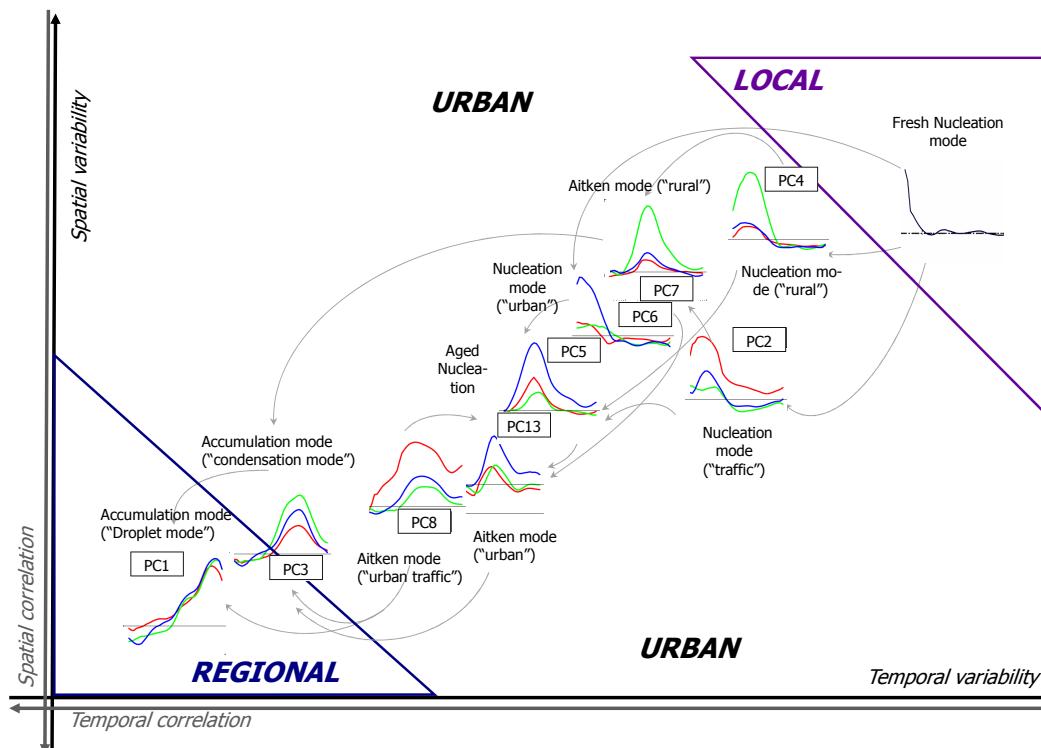 LOCAL
URBAN
Fresh Nucleation
mode
Spatial variability
PC4
Aitken mode (“rural”)
Nucleation
mode
(“urban”)
Nucleation mo-
de (“rural”)
PC7
PC6
PC2
PC5
Aged
Nuclea-
tion
PC13
Nucleation
mode
(“traffic”)
Accumulation mode
(“condensation mode”)
Accumulation mode
(“Droplet mode”)
PC8
Aitken mode
(“urban”)
PC1
PC3
Aitken mode
(“urban traffic”)
Spatial correlation
URBAN
REGIONAL
Temporal variability
Temporal correlation